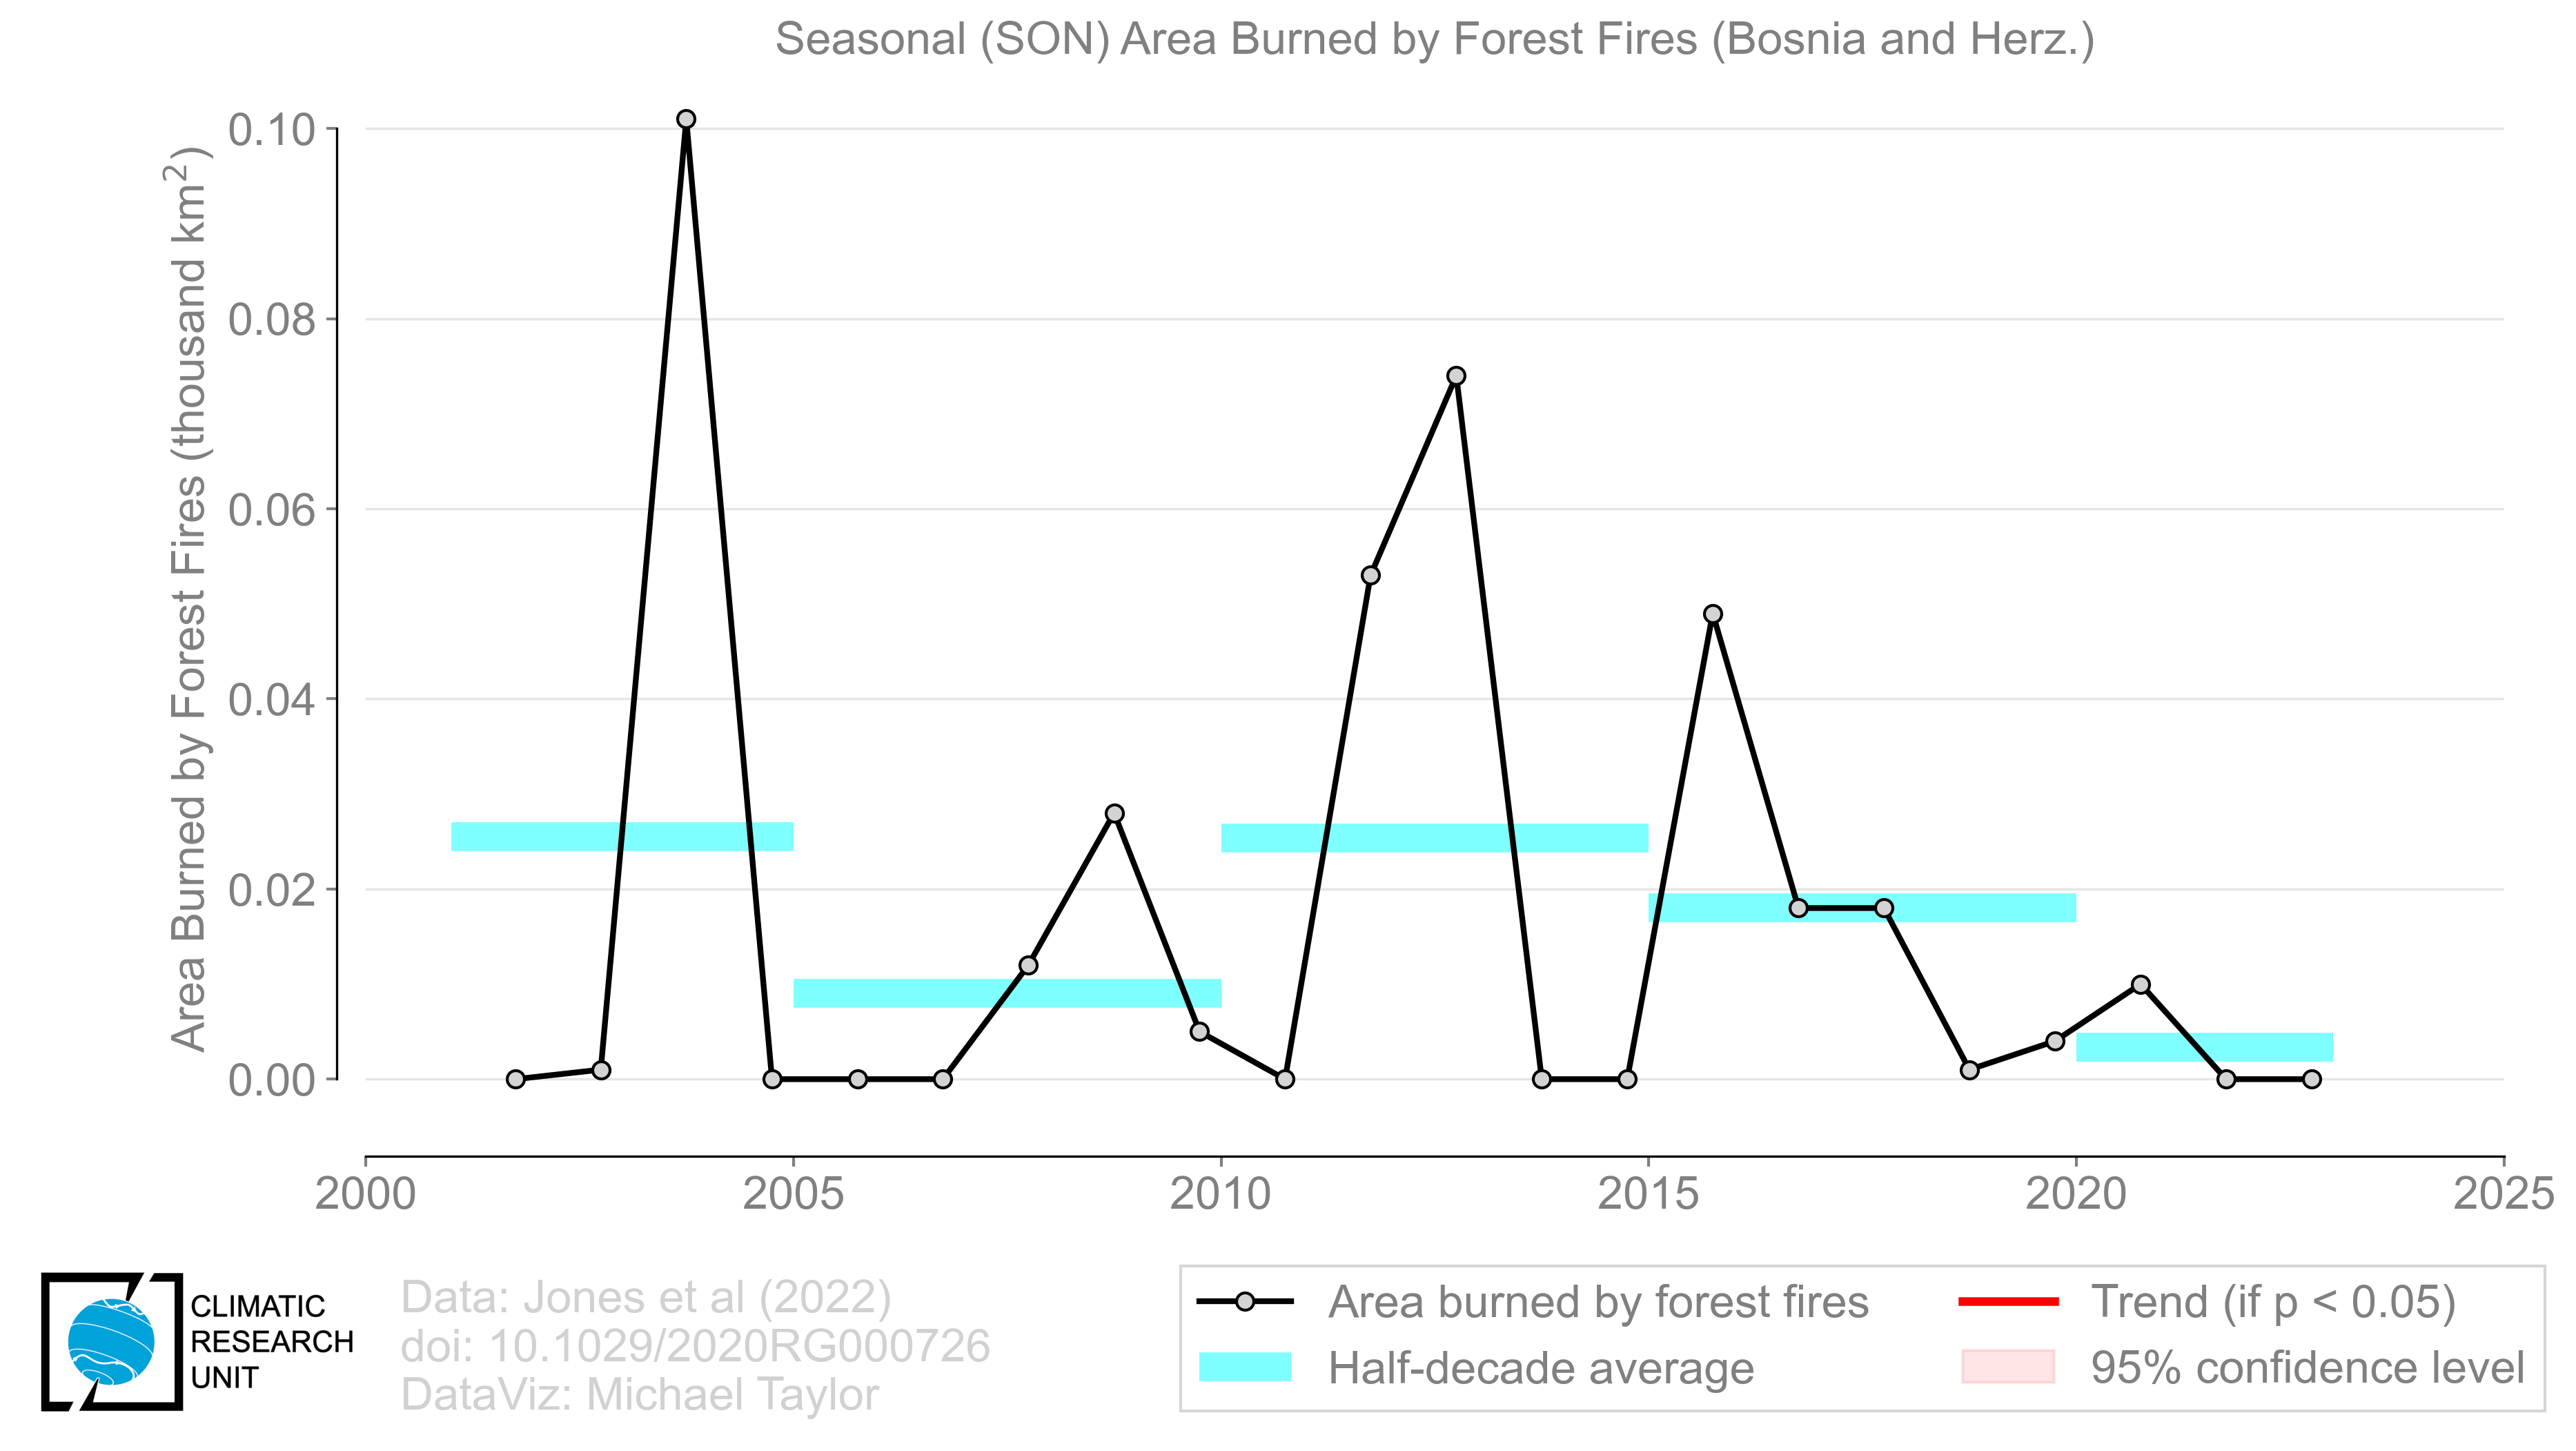 Seasonal (SON) Area Burned by Forest Fires (Bosnia and Herz.)
Area Burned by Forest Fires (thousand km²)
0.10
0.08
0.06
0.04
0.02
0.00
2000
2005
2010
2015
2020
2025
CLIMATIC
RESEARCH
UNIT
Data: Jones et al (2022)
doi: 10.1029/2020RG000726
DataViz: Michael Taylor
Area burned by forest fires
Half-decade average
Trend (if p < 0.05)
95% confidence level